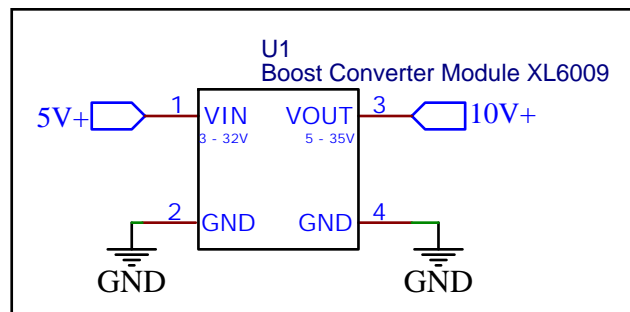 U1
Boost Converter Module XL6009
5V+ 1 VIN VOUT 3 10V+
3 - 32V 5 - 35V
2 GND GND 4
GND GND